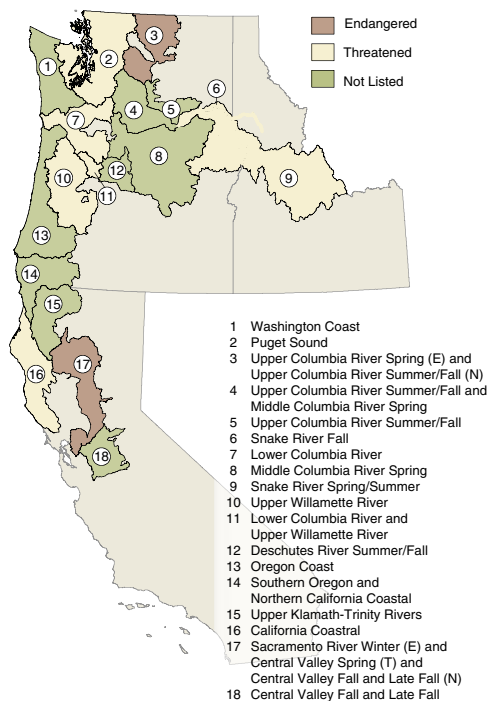 Endangered
Threatened
Not Listed
1
2
3
4
5
6
7
8
9
10
11
12
13
14
15
16
17
18
1 Washington Coast
2 Puget Sound
3 Upper Columbia River Spring (E) and
Upper Columbia River Summer/Fall (N)
4 Upper Columbia River Summer/Fall and
Middle Columbia River Spring
5 Upper Columbia River Summer/Fall
6 Snake River Fall
7 Lower Columbia River
8 Middle Columbia River Spring
9 Snake River Spring/Summer
10 Upper Willamette River
11 Lower Columbia River and
Upper Willamette River
12 Deschutes River Summer/Fall
13 Oregon Coast
14 Southern Oregon and
Northern California Coastal
15 Upper Klamath-Trinity Rivers
16 California Coastral
17 Sacramento River Winter (E) and
Central Valley Spring (T) and
Central Valley Fall and Late Fall (N)
18 Central Valley Fall and Late Fall